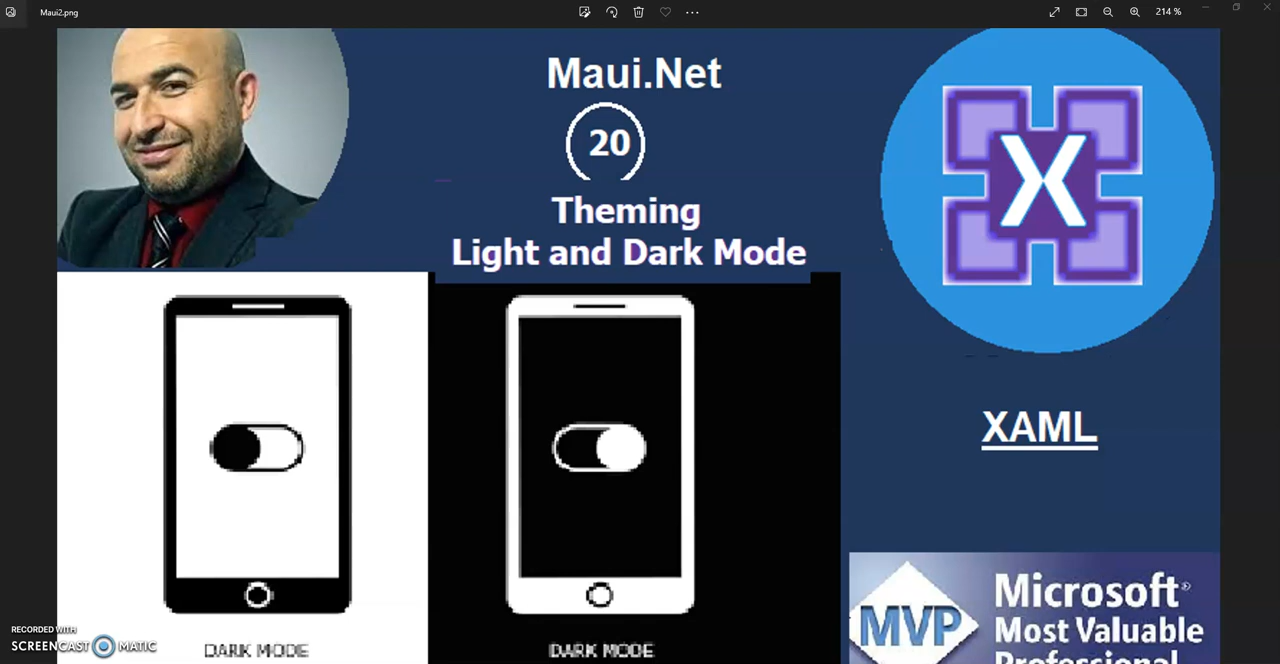 Maui2.png
214 %
Maui.Net
20
Theming
Light and Dark Mode
X
XAML
DARK MODE
DARK MODE
MVP
Microsoft®
Most Valuable
Professional
RECORDED WITH
SCREENCAST MATIC